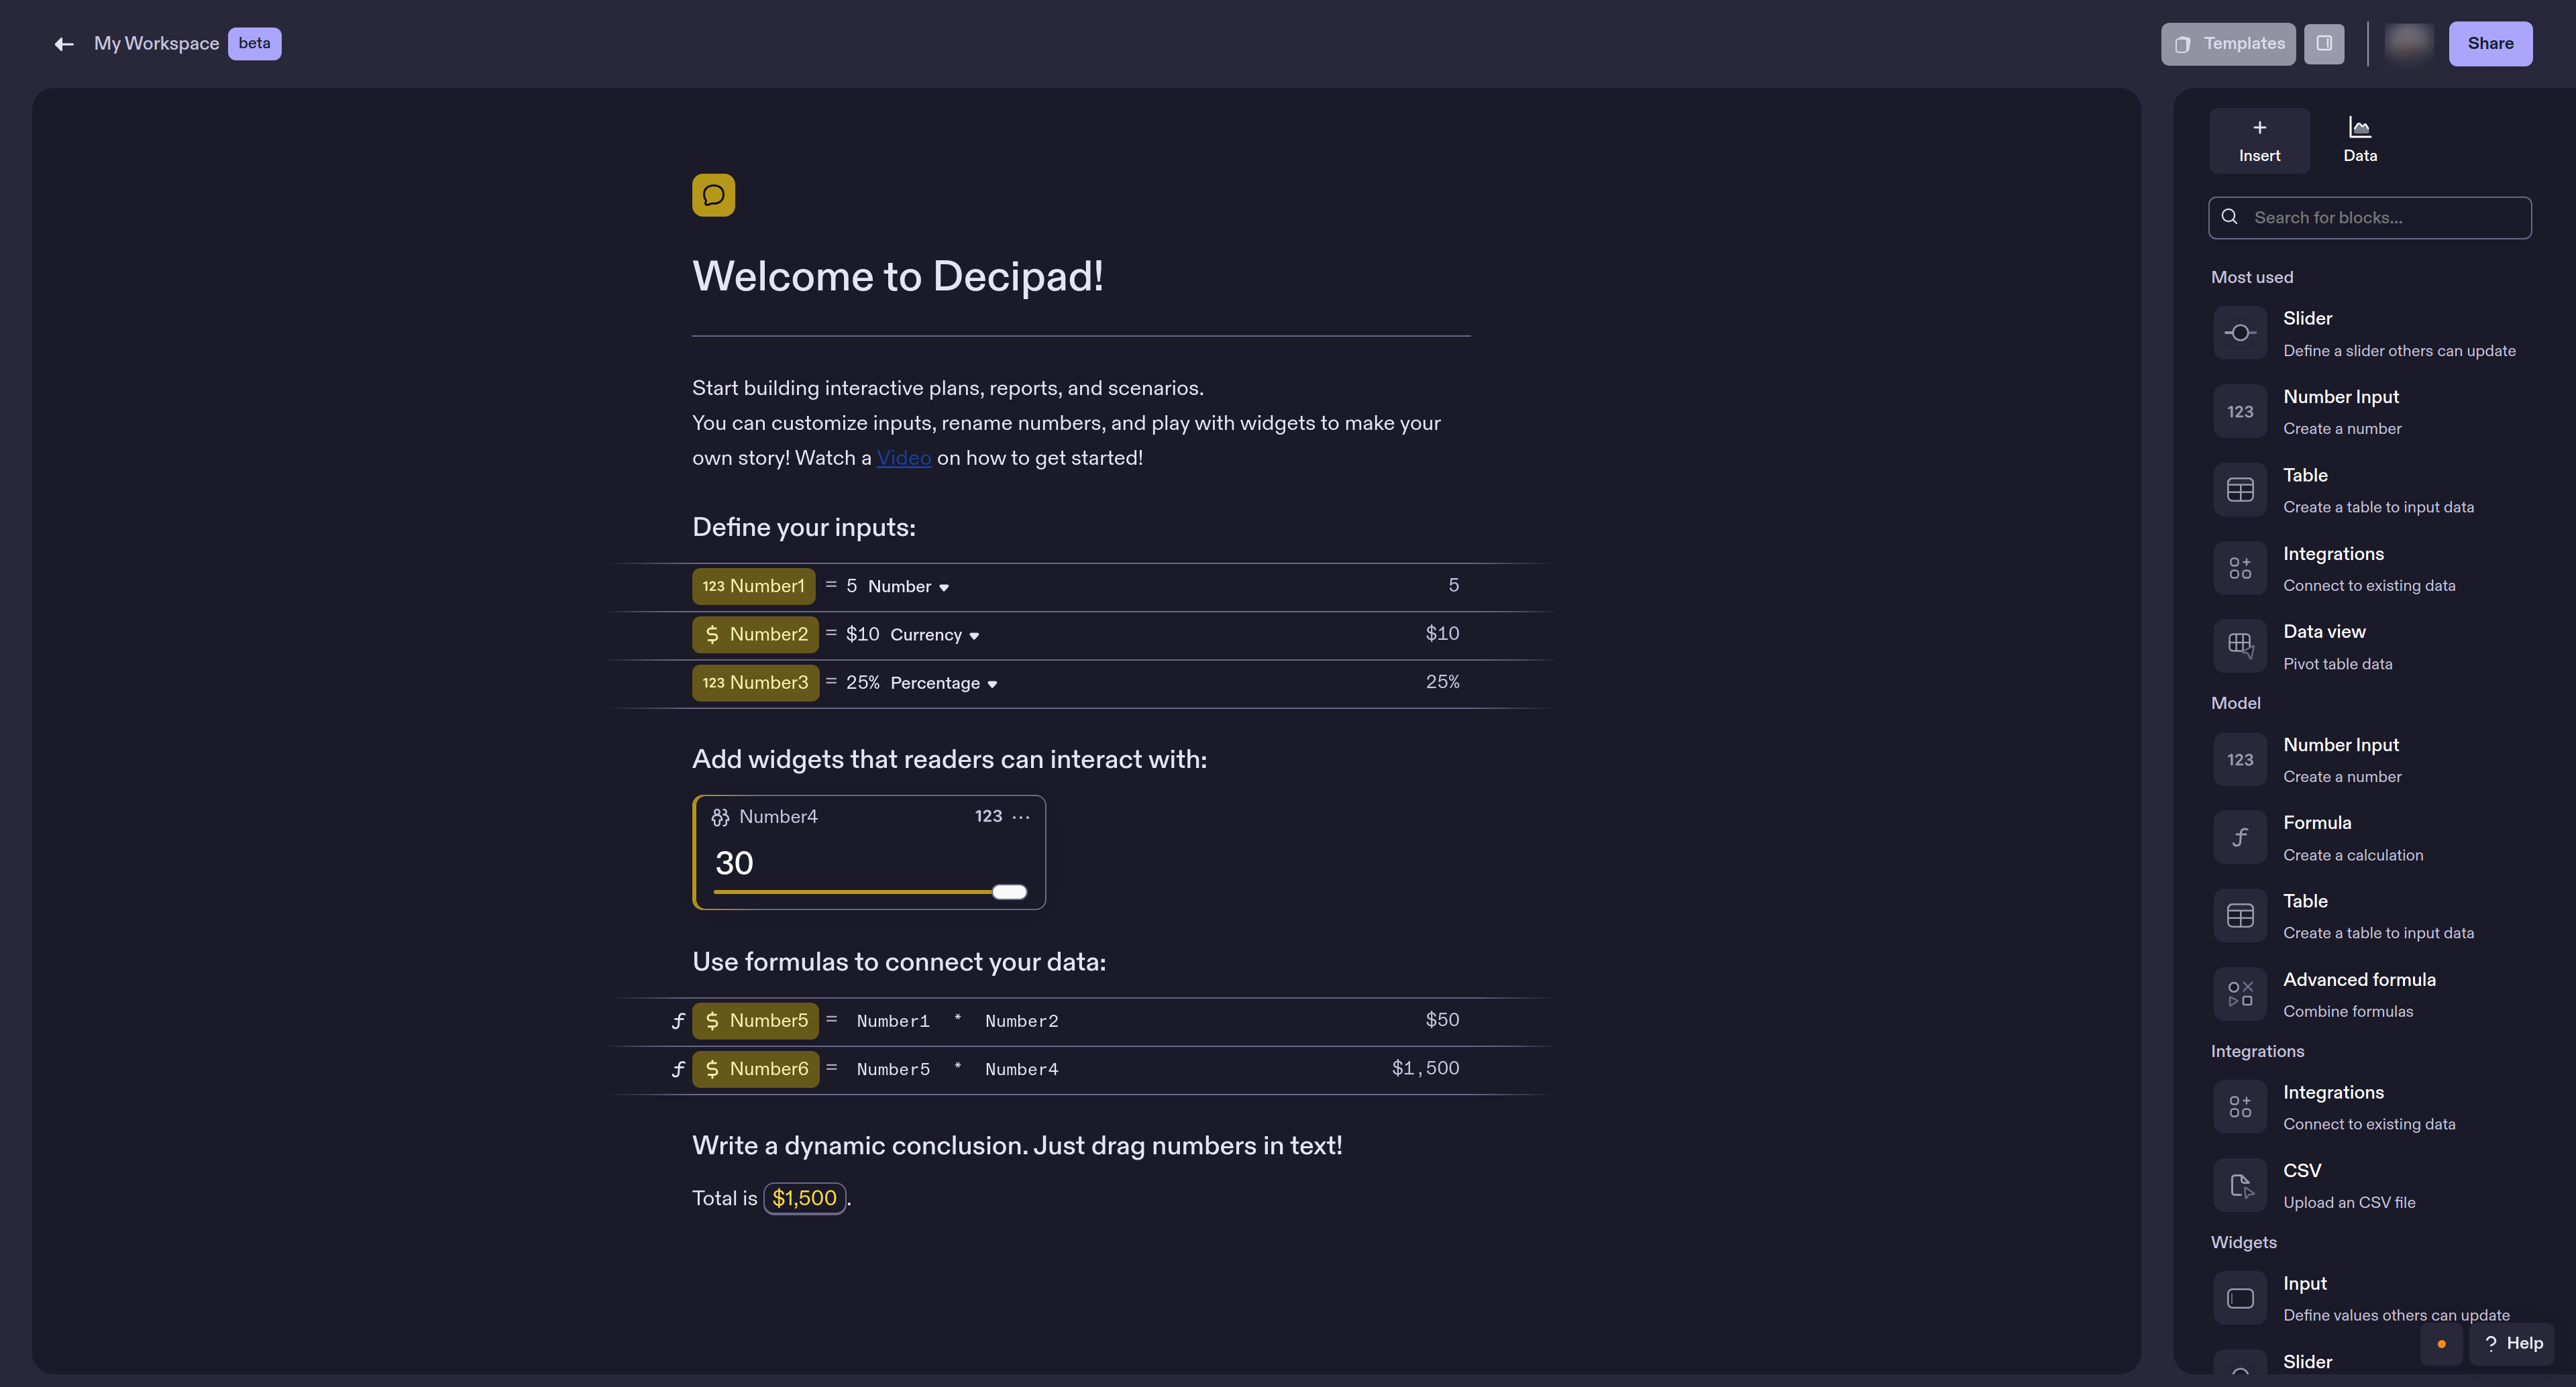 My Workspace beta
Templates
Share
Welcome to Decipad!
Start building interactive plans, reports, and scenarios.
You can customize inputs, rename numbers, and play with widgets to make your
own story! Watch a Video on how to get started!
Define your inputs:
123 Number1 = 5 Number 5
$ Number2 = $10 Currency $10
123 Number3 = 25% Percentage 25%
Add widgets that readers can interact with:
Number4 123 ...
30
Use formulas to connect your data:
f $ Number5 = Number1 * Number2 $50
f $ Number6 = Number5 * Number4 $1,500
Write a dynamic conclusion. Just drag numbers in text!
Total is $1,500.
Insert
Data
Search for blocks...
Most used
Slider
Define a slider others can update
123
Number Input
Create a number
Table
Create a table to input data
Integrations
Connect to existing data
Data view
Pivot table data
Model
123
Number Input
Create a number
f
Formula
Create a calculation
Table
Create a table to input data
Advanced formula
Combine formulas
Integrations
Integrations
Connect to existing data
CSV
Upload an CSV file
Widgets
Input
Define values others can update
Slider
? Help